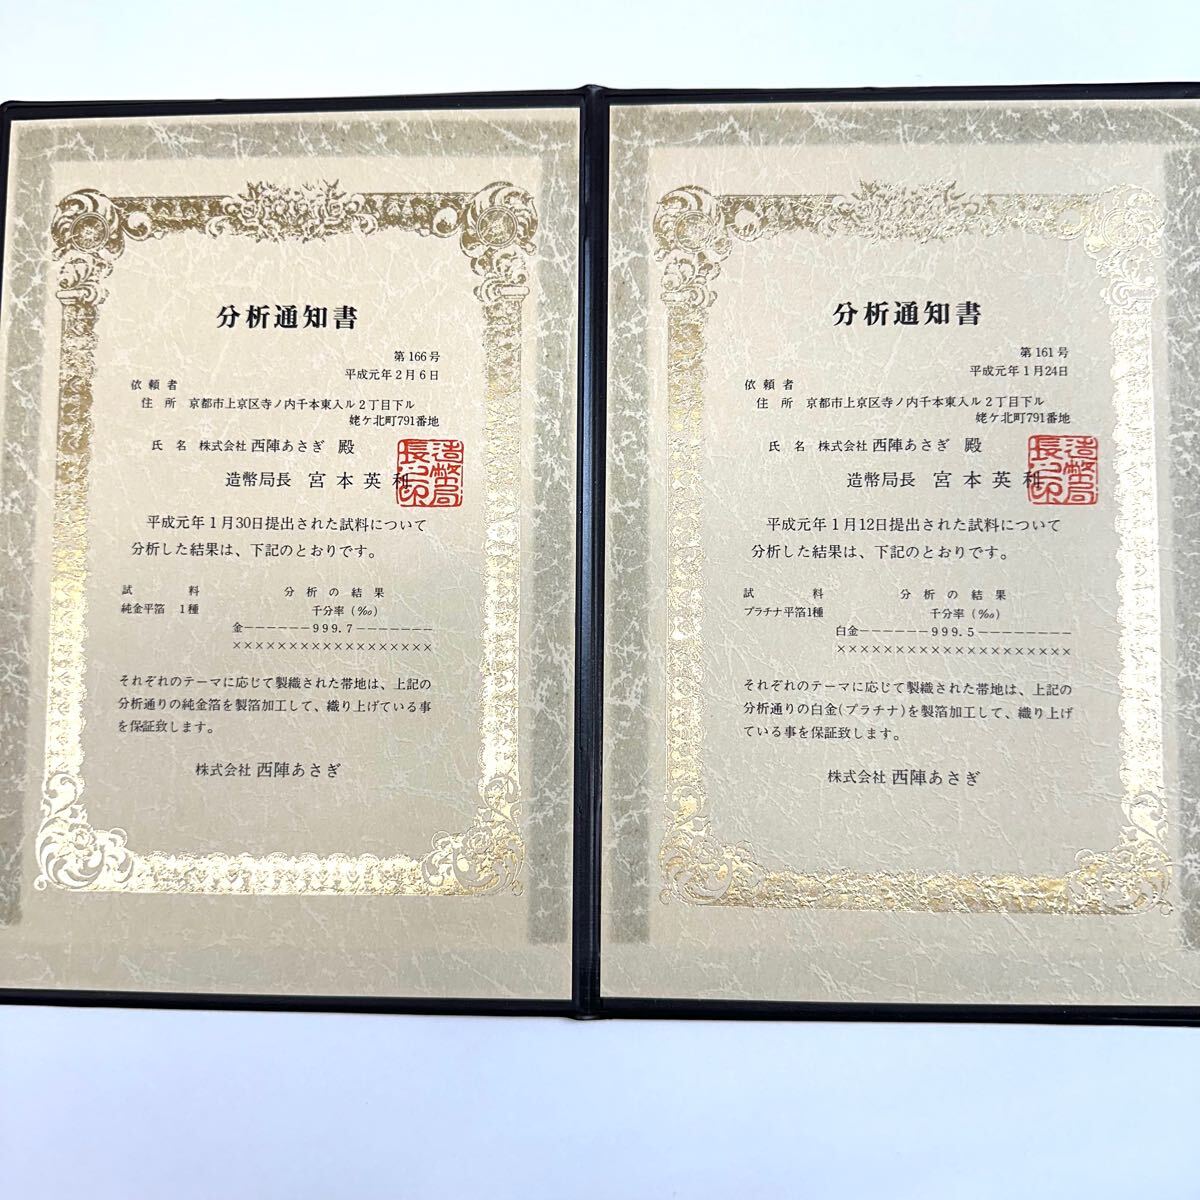 分析通知書
第166号
平成元年2月6日
依頼者
住所 京都市上京区寺ノ内千本東入ル2丁目下ル
姥ケ北町791番地
氏名 株式会社 西陣あさぎ 殿
造幣局長 宮本英利
造幣局長之印
平成元年1月30日提出された試料について
分析した結果は、下記のとおりです。
試料 分析の結果
純金平箔 1種 千分率(‰)
金------999.7-------
××××××××××××××××××
それぞれのテーマに応じて製織された帯地は、上記の
分析通りの純金箔を製箔加工して、織り上げている事
を保証致します。
株式会社 西陣あさぎ
分析通知書
第161号
平成元年1月24日
依頼者
住所 京都市上京区寺ノ内千本東入ル2丁目下ル
姥ケ北町791番地
氏名 株式会社 西陣あさぎ 殿
造幣局長 宮本英利
造幣局長之印
平成元年1月12日提出された試料について
分析した結果は、下記のとおりです。
試料 分析の結果
プラチナ平箔1種 千分率(‰)
白金------999.5--------
×××××××××××××××××××
それぞれのテーマに応じて製織された帯地は、上記の
分析通りの白金(プラチナ)を製箔加工して、織り上げ
ている事を保証致します。
株式会社 西陣あさぎ